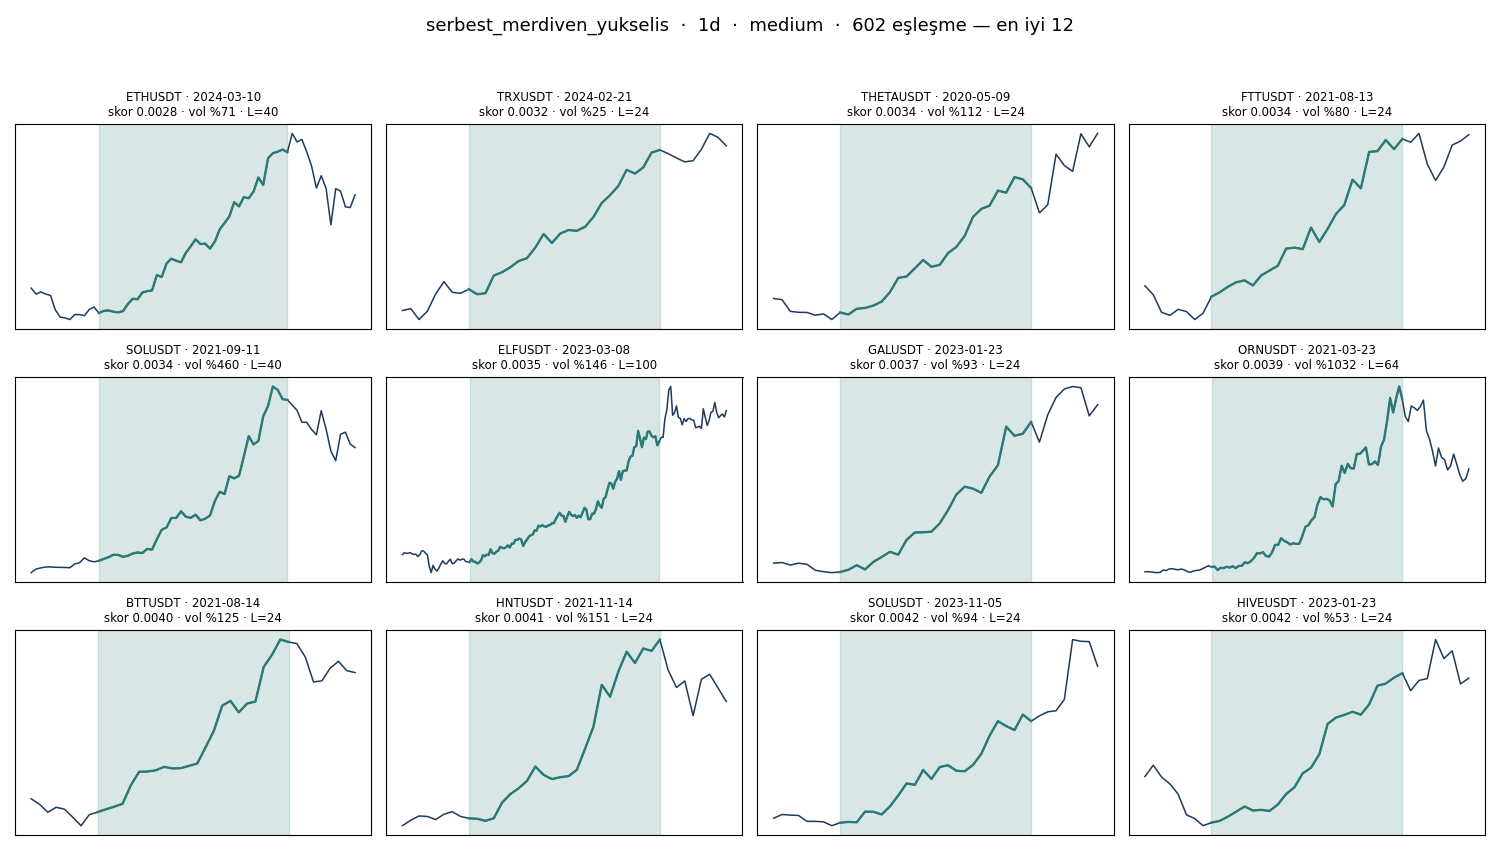 serbest_merdiven_yukselis · 1d · medium · 602 eşleşme — en iyi 12
ETHUSDT · 2024-03-10
skor 0.0028 · vol %71 · L=40
TRXUSDT · 2024-02-21
skor 0.0032 · vol %25 · L=24
THETAUSDT · 2020-05-09
skor 0.0034 · vol %112 · L=24
FTTUSDT · 2021-08-13
skor 0.0034 · vol %80 · L=24
SOLUSDT · 2021-09-11
skor 0.0034 · vol %460 · L=40
ELFUSDT · 2023-03-08
skor 0.0035 · vol %146 · L=100
GALUSDT · 2023-01-23
skor 0.0037 · vol %93 · L=24
ORNUSDT · 2021-03-23
skor 0.0039 · vol %1032 · L=64
BTTUSDT · 2021-08-14
skor 0.0040 · vol %125 · L=24
HNTUSDT · 2021-11-14
skor 0.0041 · vol %151 · L=24
SOLUSDT · 2023-11-05
skor 0.0042 · vol %94 · L=24
HIVEUSDT · 2023-01-23
skor 0.0042 · vol %53 · L=24